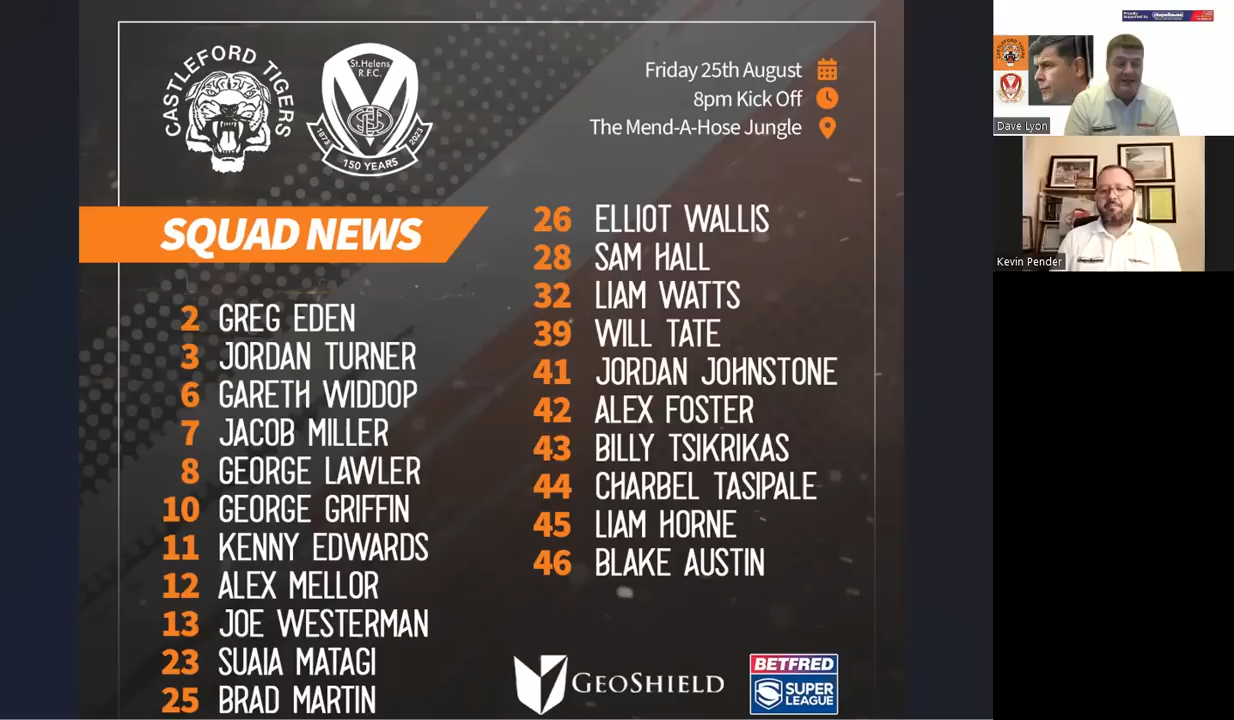 CASTLEFORD TIGERS
St.Helens
R.F.C.
1873
150 YEARS
2023
Friday 25th August
8pm Kick Off
The Mend-A-Hose Jungle
SQUAD NEWS
2 GREG EDEN
3 JORDAN TURNER
6 GARETH WIDDOP
7 JACOB MILLER
8 GEORGE LAWLER
10 GEORGE GRIFFIN
11 KENNY EDWARDS
12 ALEX MELLOR
13 JOE WESTERMAN
23 SUAIA MATAGI
25 BRAD MARTIN
26 ELLIOT WALLIS
28 SAM HALL
32 LIAM WATTS
39 WILL TATE
41 JORDAN JOHNSTONE
42 ALEX FOSTER
43 BILLY TSIKRIKAS
44 CHARBEL TASIPALE
45 LIAM HORNE
46 BLAKE AUSTIN
GEOSHIELD
BETFRED
SUPER
LEAGUE
Dave Lyon
Kevin Pender